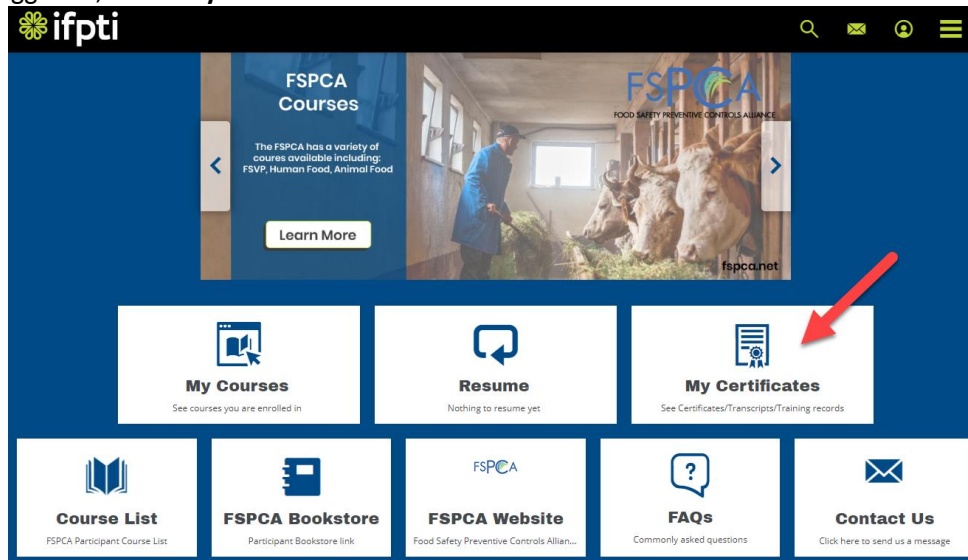 ifpti
FSPCA
Courses
The FSPCA has a variety of
coures available including:
FSVP, Human Food, Animal Food
Learn More
FSPCA
FOOD SAFETY PREVENTIVE CONTROLS ALLIANCE
fspca.net
My Courses
See courses you are enrolled in
Resume
Nothing to resume yet
My Certificates
See Certificates/Transcripts/Training records
Course List
FSPCA Participant Course List
FSPCA Bookstore
Participant Bookstore link
FSPCA
FSPCA Website
Food Safety Preventive Controls Allian...
FAQs
Commonly asked questions
Contact Us
Click here to send us a message